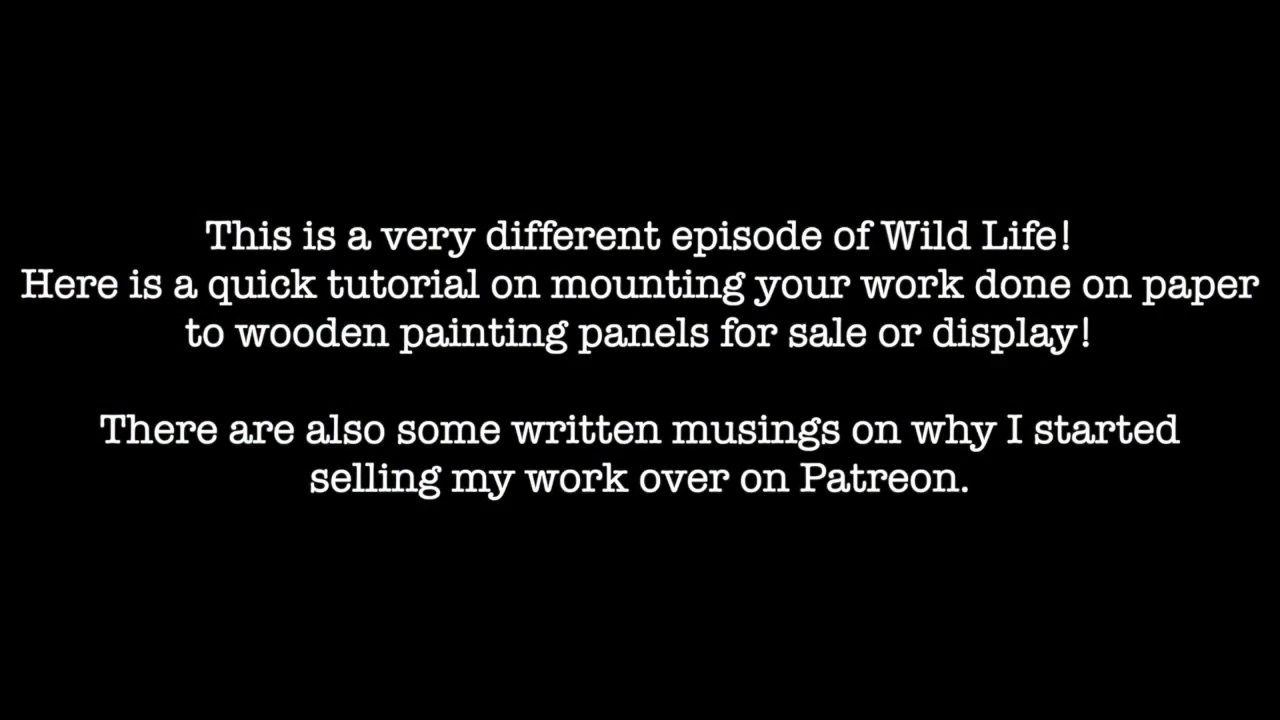 This is a very different episode of Wild Life!
Here is a quick tutorial on mounting your work done on paper
to wooden painting panels for sale or display!
There are also some written musings on why I started
selling my work over on Patreon.